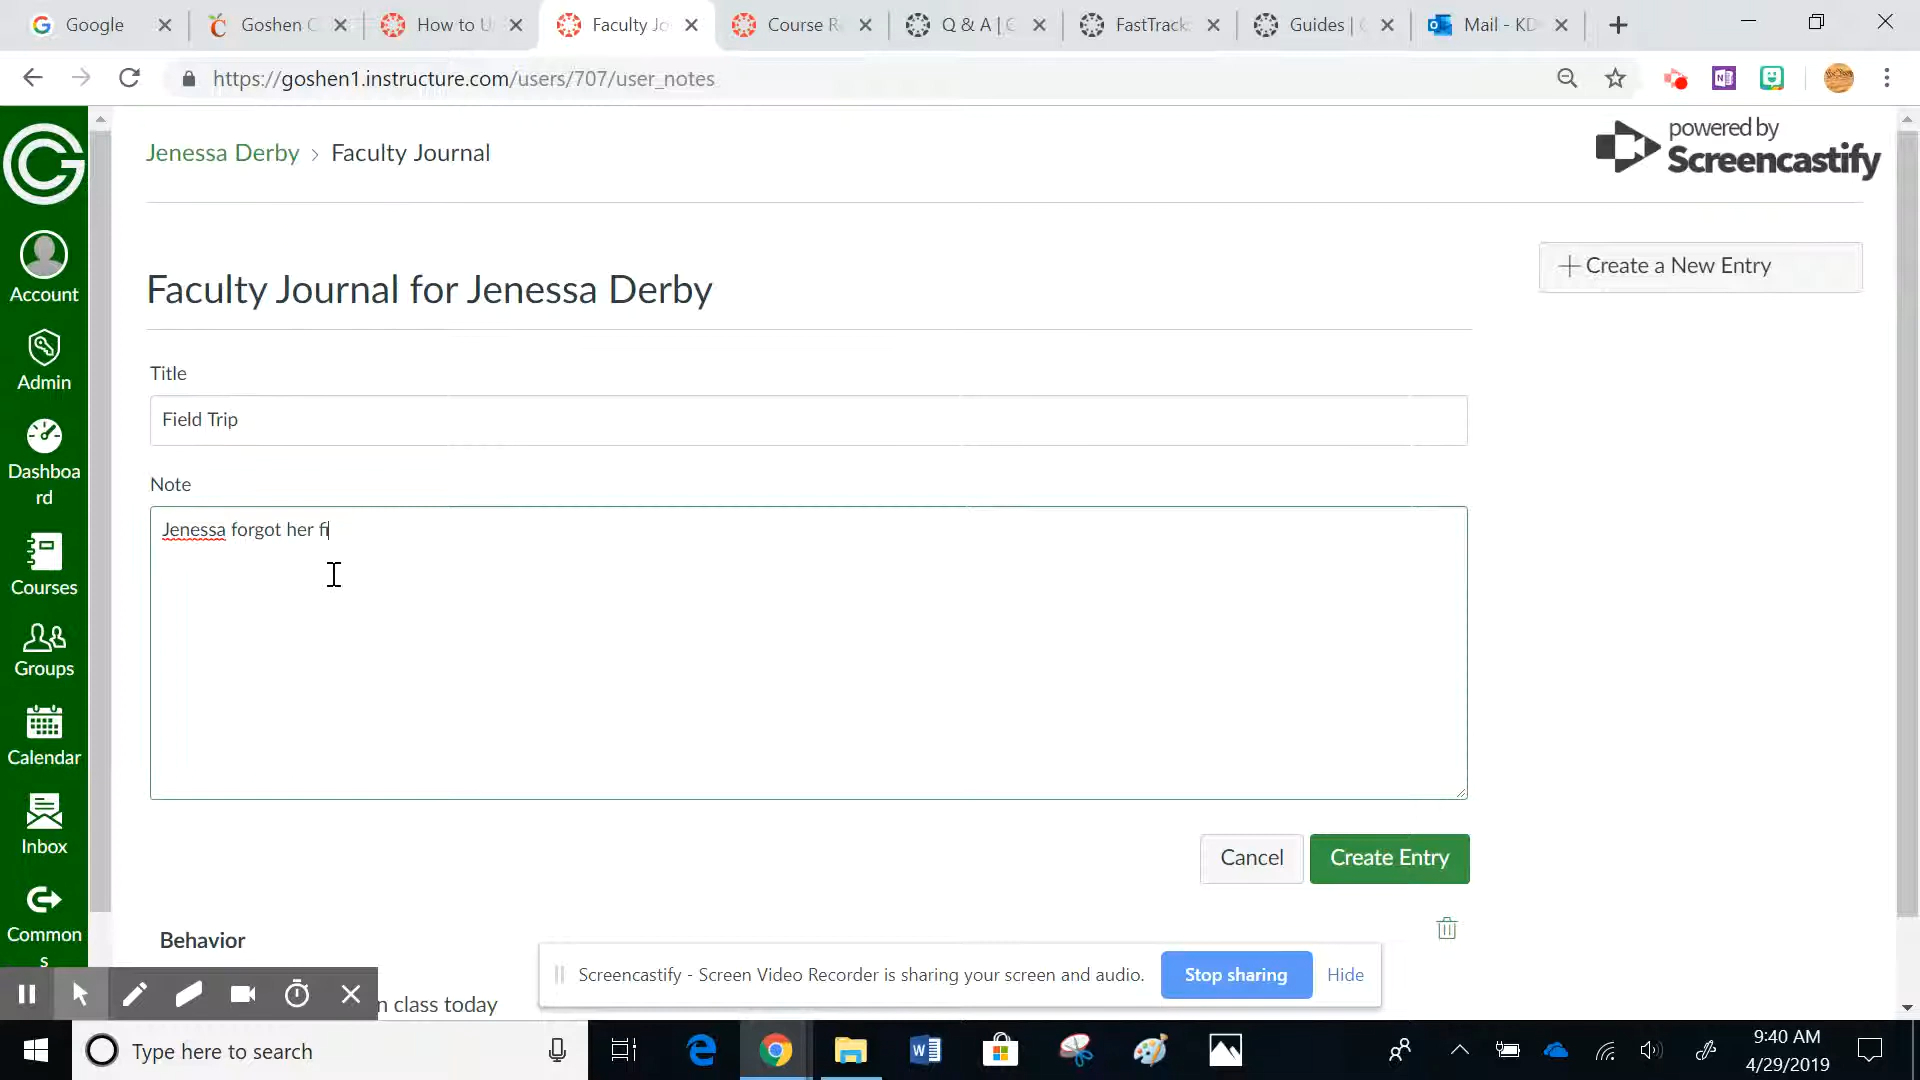 Google
Goshen C
How to U
Faculty Jo
Course R
Q & A | C
FastTrack
Guides | C
Mail - KD
https://goshen1.instructure.com/users/707/user_notes
Jenessa Derby › Faculty Journal
powered by
Screencastify
Account
Admin
Dashboa
rd
Courses
Groups
Calendar
Inbox
Common
s
+ Create a New Entry
Faculty Journal for Jenessa Derby
Title
Field Trip
Note
Jenessa forgot her fi
Cancel
Create Entry
Behavior
n class today
Screencastify - Screen Video Recorder is sharing your screen and audio.
Stop sharing
Hide
Type here to search
9:40 AM
4/29/2019